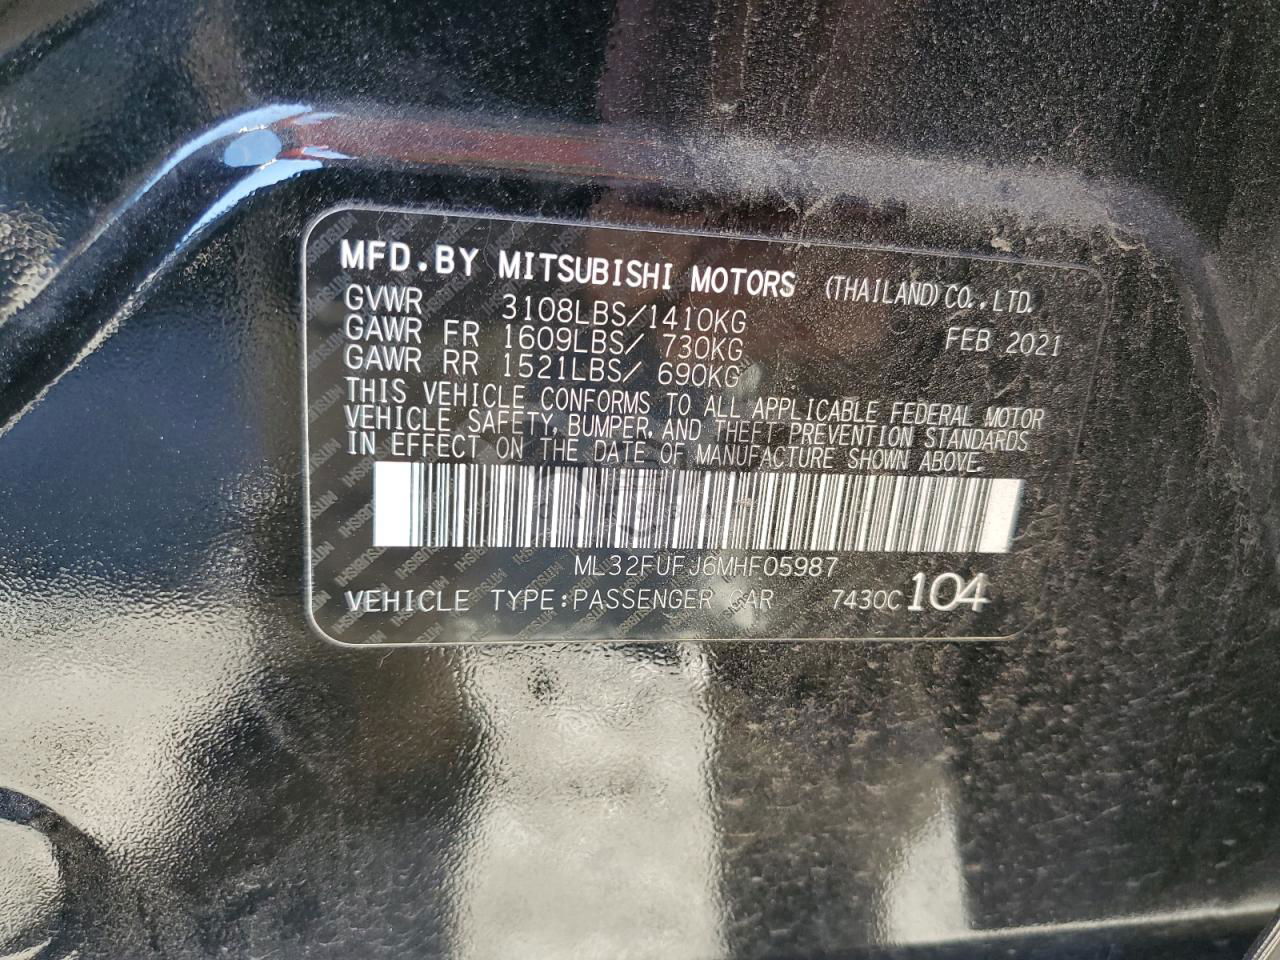 MFD.BY MITSUBISHI MOTORS (THAILAND) CO.,LTD.
GVWR 3108LBS/1410KG
FEB 2021
GAWR FR 1609LBS/ 730KG
GAWR RR 1521LBS/ 690KG
THIS VEHICLE CONFORMS TO ALL APPLICABLE FEDERAL MOTOR
VEHICLE SAFETY, BUMPER, AND THEFT PREVENTION STANDARDS
IN EFFECT ON THE DATE OF MANUFACTURE SHOWN ABOVE.
ML32FUFJ6MHF05987
VEHICLE TYPE:PASSENGER CAR 7430C 104